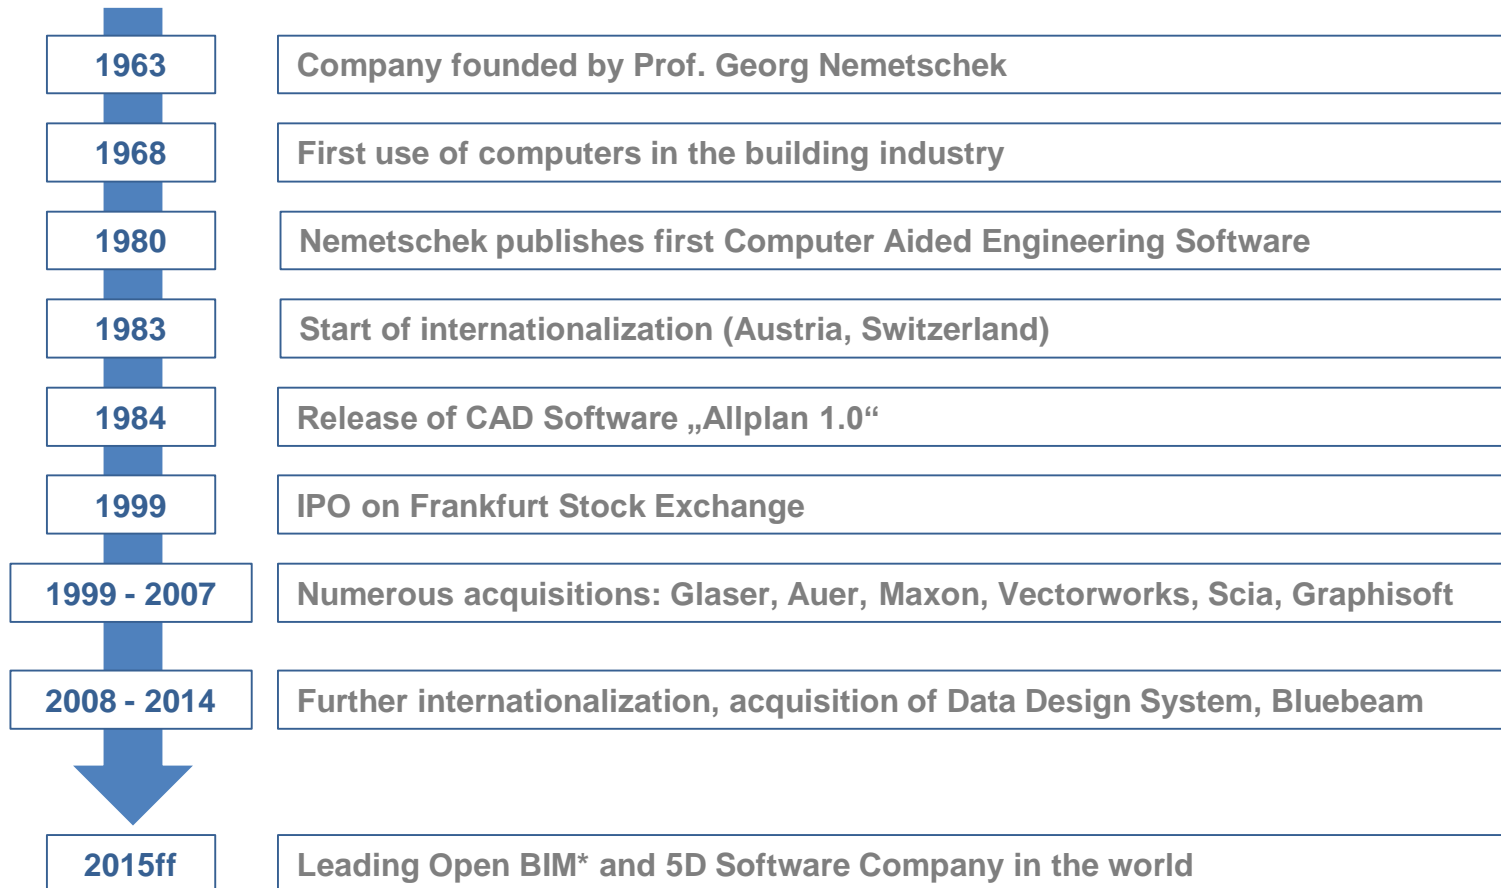 1963 Company founded by Prof. Georg Nemetschek
1968 First use of computers in the building industry
1980 Nemetschek publishes first Computer Aided Engineering Software
1983 Start of internationalization (Austria, Switzerland)
1984 Release of CAD Software „Allplan 1.0“
1999 IPO on Frankfurt Stock Exchange
1999 - 2007 Numerous acquisitions: Glaser, Auer, Maxon, Vectorworks, Scia, Graphisoft
2008 - 2014 Further internationalization, acquisition of Data Design System, Bluebeam
2015ff Leading Open BIM* and 5D Software Company in the world